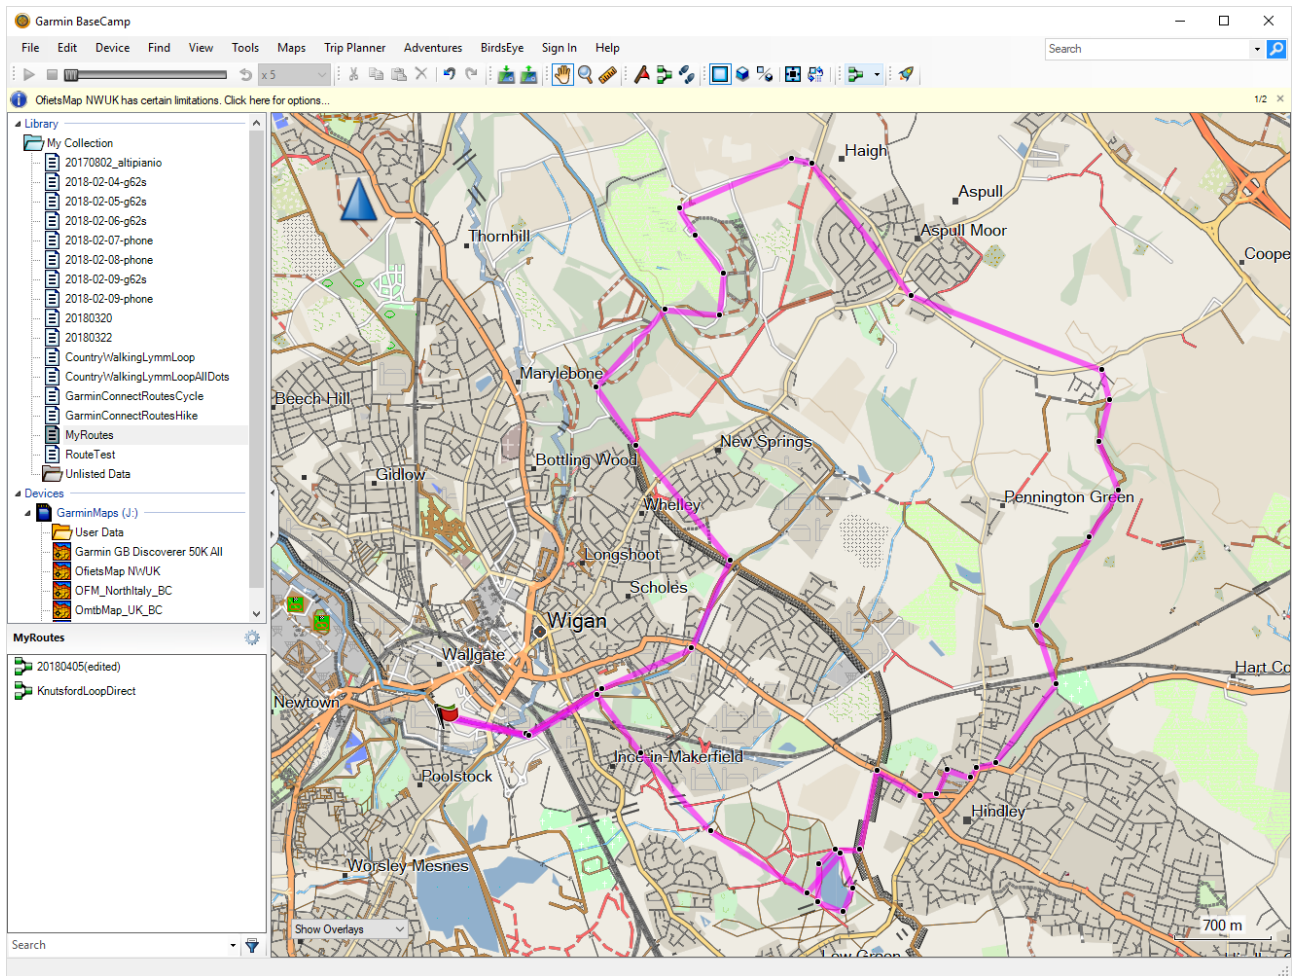 Garmin BaseCamp
File Edit Device Find View Tools Maps Trip Planner Adventures BirdsEye Sign In Help
Search
x 5
OfietsMap NWUK has certain limitations. Click here for options...
1/2
Library
My Collection
20170802_altipianio
2018-02-04-g62s
2018-02-05-g62s
2018-02-06-g62s
2018-02-07-phone
2018-02-08-phone
2018-02-09-g62s
2018-02-09-phone
20180320
20180322
CountryWalkingLymmLoop
CountryWalkingLymmLoopAllDots
GarminConnectRoutesCycle
GarminConnectRoutesHike
MyRoutes
RouteTest
Unlisted Data
Devices
GarminMaps (J:)
User Data
Garmin GB Discoverer 50K All
OfietsMap NWUK
OFM_NorthItaly_BC
OmtbMap_UK_BC
MyRoutes
20180405(edited)
KnutsfordLoopDirect
Search
Haigh
Aspull
Thornhill
Aspull Moor
Coope
Marylebone
Beech Hill
New Springs
Bottling Wood
Gidlow
Pennington Green
Whelley
Longshoot
Scholes
Wigan
Wallgate
Hart Co
Newtown
Ince-in-Makerfield
Poolstock
Hindley
Worsley Mesnes
Show Overlays
700 m
Low Green